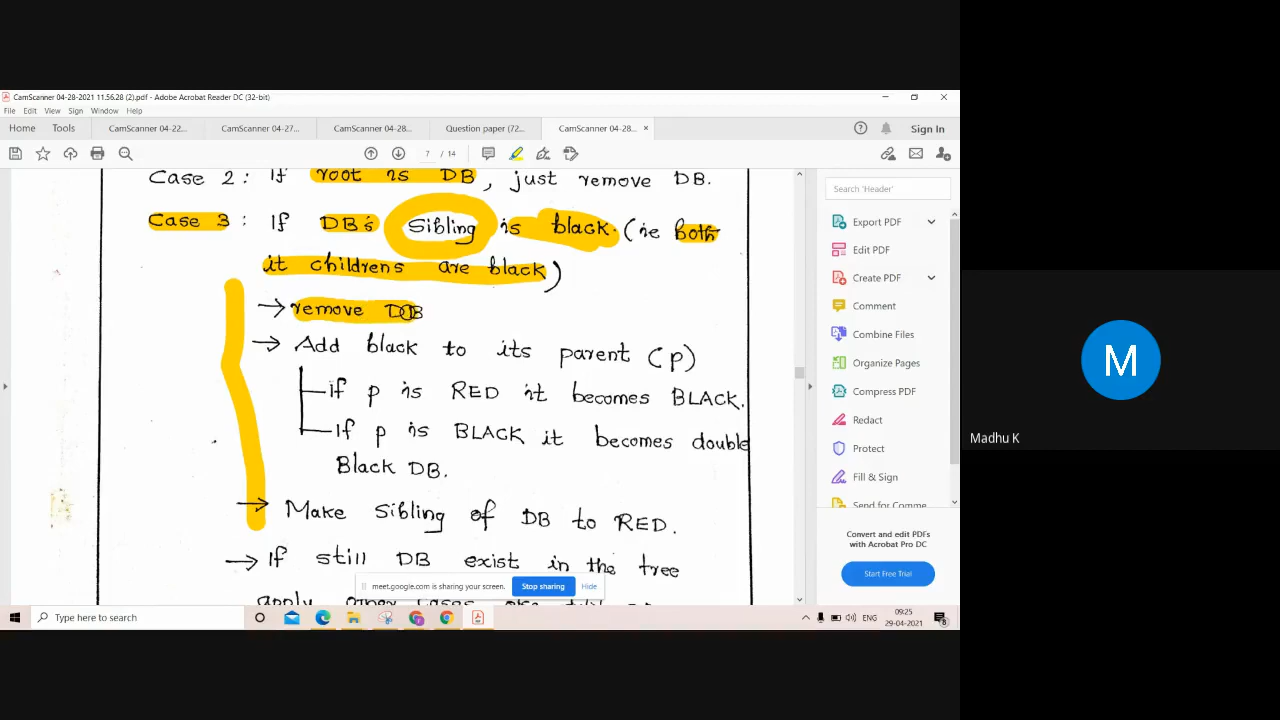 CamScanner 04-28-2021 11.56.28 (2).pdf - Adobe Acrobat Reader DC (32-bit)
File Edit View Sign Window Help
Home Tools CamScanner 04-22... CamScanner 04-27... CamScanner 04-28... Question paper (72... CamScanner 04-28... ×
Sign In
7 / 14
Case 2: If root is DB, just remove DB.
Case 3: If DB's Sibling is black. (ie both
it childrens are black)
→ remove DB
→ Add black to its parent (p)
if p is RED it becomes BLACK.
If p is BLACK it becomes double
Black DB.
→ Make Sibling of DB to RED.
→ If still DB exist in the tree
apply other cases
Search 'Header'
Export PDF
Edit PDF
Create PDF
Comment
Combine Files
Organize Pages
Compress PDF
Redact
Protect
Fill & Sign
Send for Comme
Convert and edit PDFs
with Acrobat Pro DC
Start Free Trial
meet.google.com is sharing your screen. Stop sharing Hide
Type here to search
ENG
09:25
29-04-2021
8
M
Madhu K